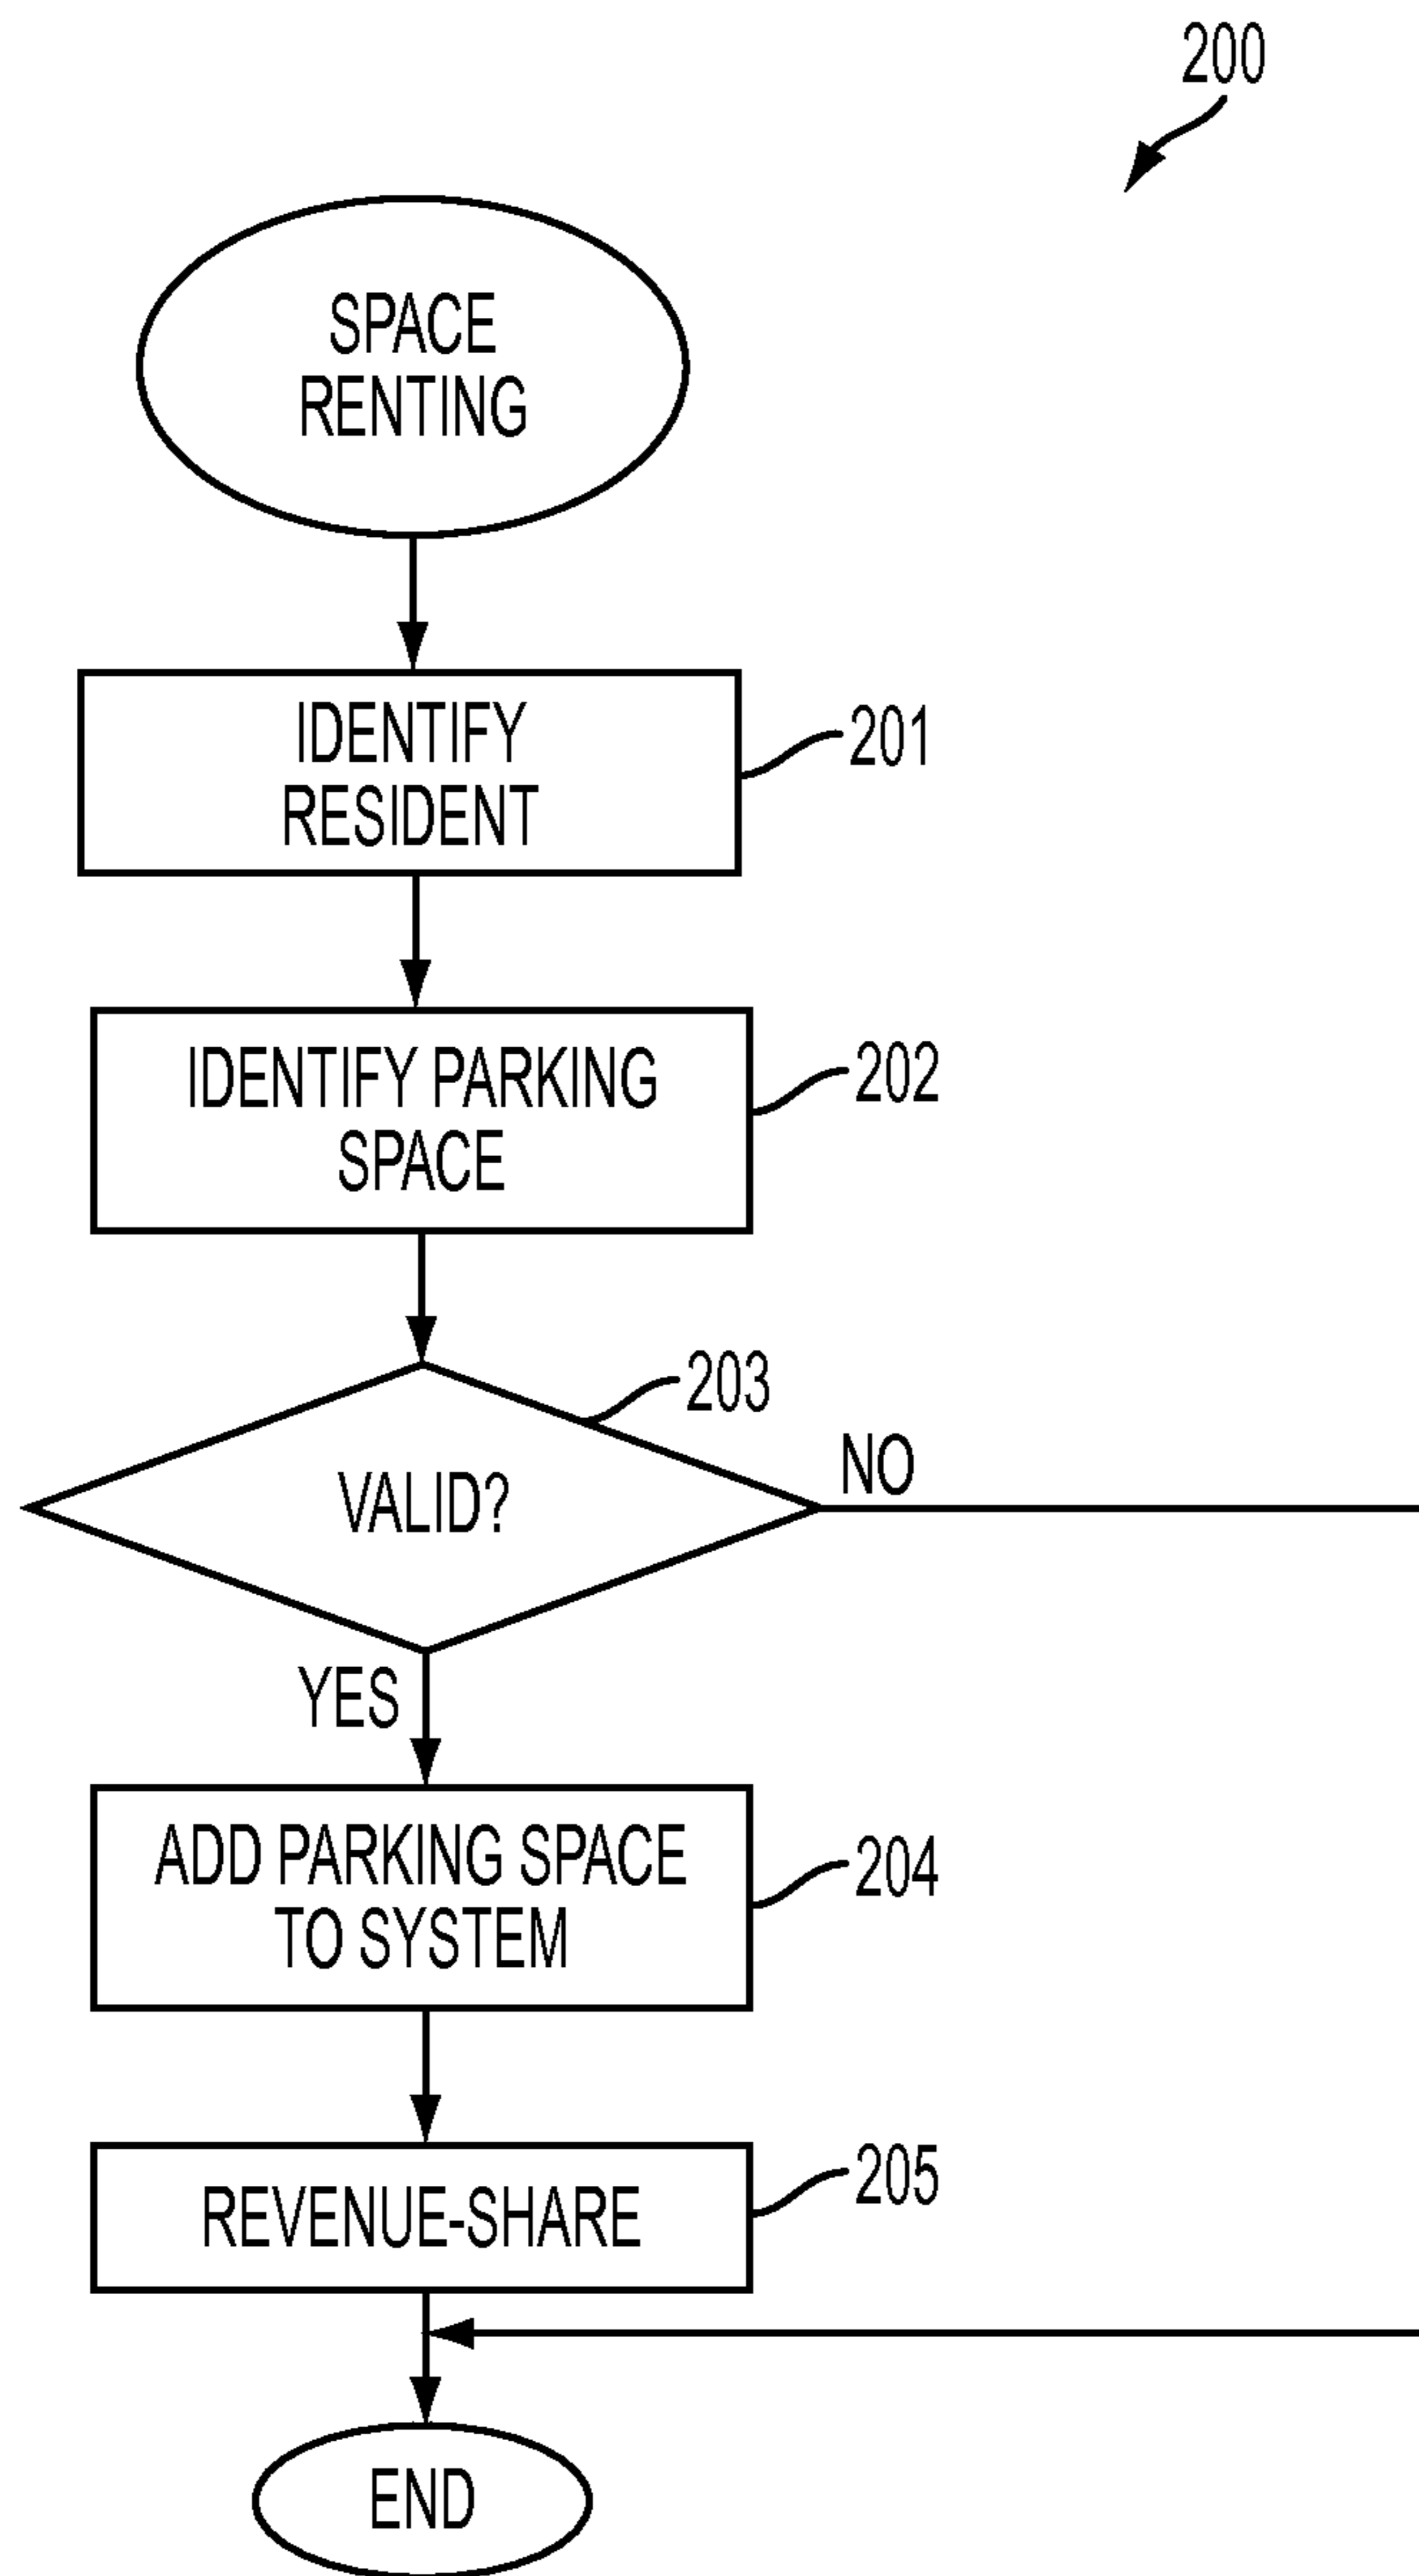 200
SPACE
RENTING
IDENTIFY
RESIDENT
201
IDENTIFY PARKING
SPACE
202
203
VALID?
NO
YES
ADD PARKING SPACE
TO SYSTEM
204
REVENUE-SHARE
205
END